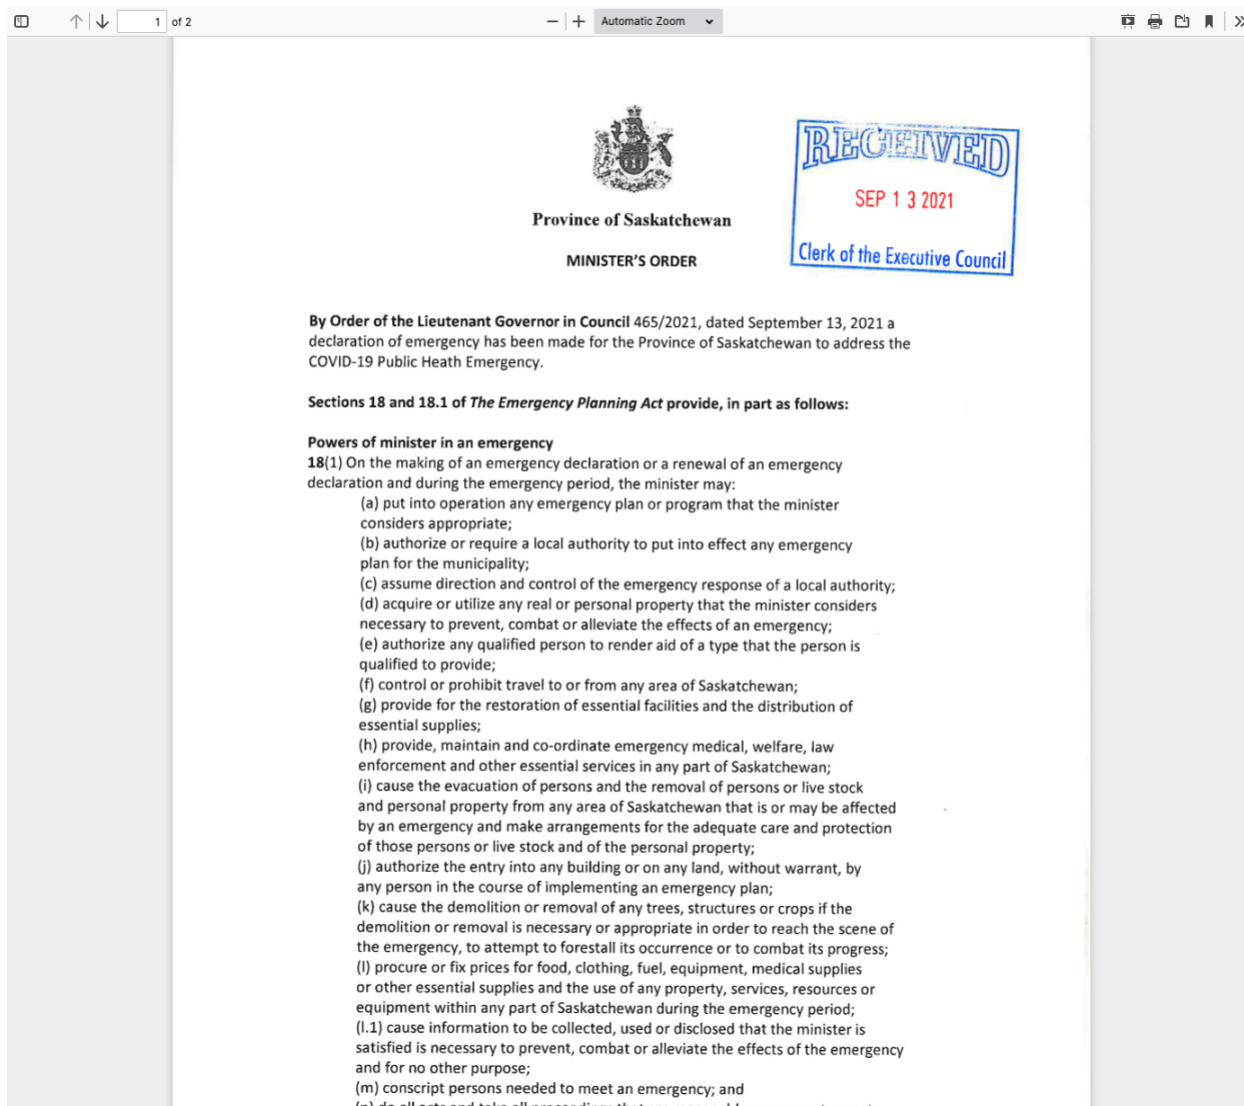 1 of 2
Automatic Zoom
RECEIVED
SEP 1 3 2021
Clerk of the Executive Council
Province of Saskatchewan
MINISTER'S ORDER
By Order of the Lieutenant Governor in Council 465/2021, dated September 13, 2021 a
declaration of emergency has been made for the Province of Saskatchewan to address the
COVID-19 Public Heath Emergency.
Sections 18 and 18.1 of The Emergency Planning Act provide, in part as follows:
Powers of minister in an emergency
18(1) On the making of an emergency declaration or a renewal of an emergency
declaration and during the emergency period, the minister may:
(a) put into operation any emergency plan or program that the minister
considers appropriate;
(b) authorize or require a local authority to put into effect any emergency
plan for the municipality;
(c) assume direction and control of the emergency response of a local authority;
(d) acquire or utilize any real or personal property that the minister considers
necessary to prevent, combat or alleviate the effects of an emergency;
(e) authorize any qualified person to render aid of a type that the person is
qualified to provide;
(f) control or prohibit travel to or from any area of Saskatchewan;
(g) provide for the restoration of essential facilities and the distribution of
essential supplies;
(h) provide, maintain and co-ordinate emergency medical, welfare, law
enforcement and other essential services in any part of Saskatchewan;
(i) cause the evacuation of persons and the removal of persons or live stock
and personal property from any area of Saskatchewan that is or may be affected
by an emergency and make arrangements for the adequate care and protection
of those persons or live stock and of the personal property;
(j) authorize the entry into any building or on any land, without warrant, by
any person in the course of implementing an emergency plan;
(k) cause the demolition or removal of any trees, structures or crops if the
demolition or removal is necessary or appropriate in order to reach the scene of
the emergency, to attempt to forestall its occurrence or to combat its progress;
(l) procure or fix prices for food, clothing, fuel, equipment, medical supplies
or other essential supplies and the use of any property, services, resources or
equipment within any part of Saskatchewan during the emergency period;
(l.1) cause information to be collected, used or disclosed that the minister is
satisfied is necessary to prevent, combat or alleviate the effects of the emergency
and for no other purpose;
(m) conscript persons needed to meet an emergency; and